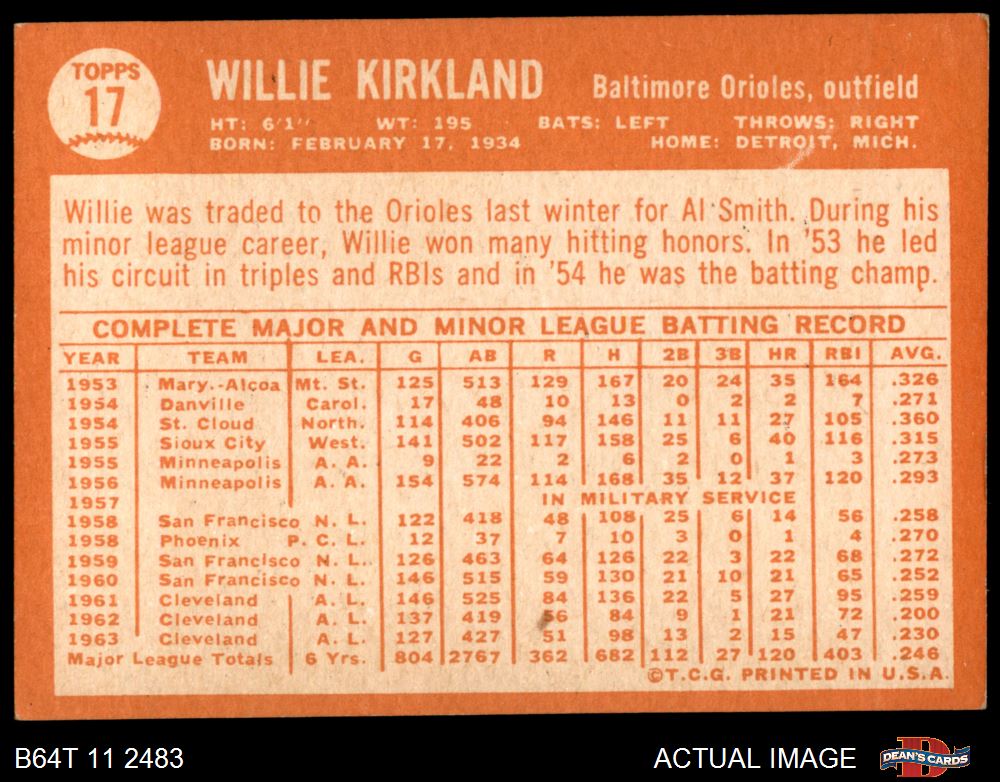 TOPPS
17
WILLIE KIRKLAND Baltimore Orioles, outfield
HT: 6'1" WT: 195 BATS: LEFT THROWS: RIGHT
BORN: FEBRUARY 17, 1934 HOME: DETROIT, MICH.
Willie was traded to the Orioles last winter for Al Smith. During his
minor league career, Willie won many hitting honors. In '53 he led
his circuit in triples and RBIs and in '54 he was the batting champ.
COMPLETE MAJOR AND MINOR LEAGUE BATTING RECORD
YEAR TEAM LEA. G AB R H 2B 3B HR RBI AVG.
1953 Mary.-Alcoa Mt. St. 125 513 129 167 20 24 35 164 .326
1954 Danville Carol. 17 48 10 13 0 2 2 7 .271
1954 St. Cloud North. 114 406 94 146 11 11 27 105 .360
1955 Sioux City West. 141 502 117 158 25 6 40 116 .315
1955 Minneapolis A. A. 9 22 2 6 2 0 1 3 .273
1956 Minneapolis A. A. 154 574 114 168 35 12 37 120 .293
1957 IN MILITARY SERVICE
1958 San Francisco N. L. 122 418 48 108 25 6 14 56 .258
1958 Phoenix P. C. L. 12 37 7 10 3 0 1 4 .270
1959 San Francisco N. L. 126 463 64 126 22 3 22 68 .272
1960 San Francisco N. L. 146 515 59 130 21 10 21 65 .252
1961 Cleveland A. L. 146 525 84 136 22 5 27 95 .259
1962 Cleveland A. L. 137 419 56 84 9 1 21 72 .200
1963 Cleveland A. L. 127 427 51 98 13 2 15 47 .230
Major League Totals 6 Yrs. 804 2767 362 682 112 27 120 403 .246
©T.C.G. PRINTED IN U.S.A.
B64T 11 2483 ACTUAL IMAGE DEAN'S CARDS